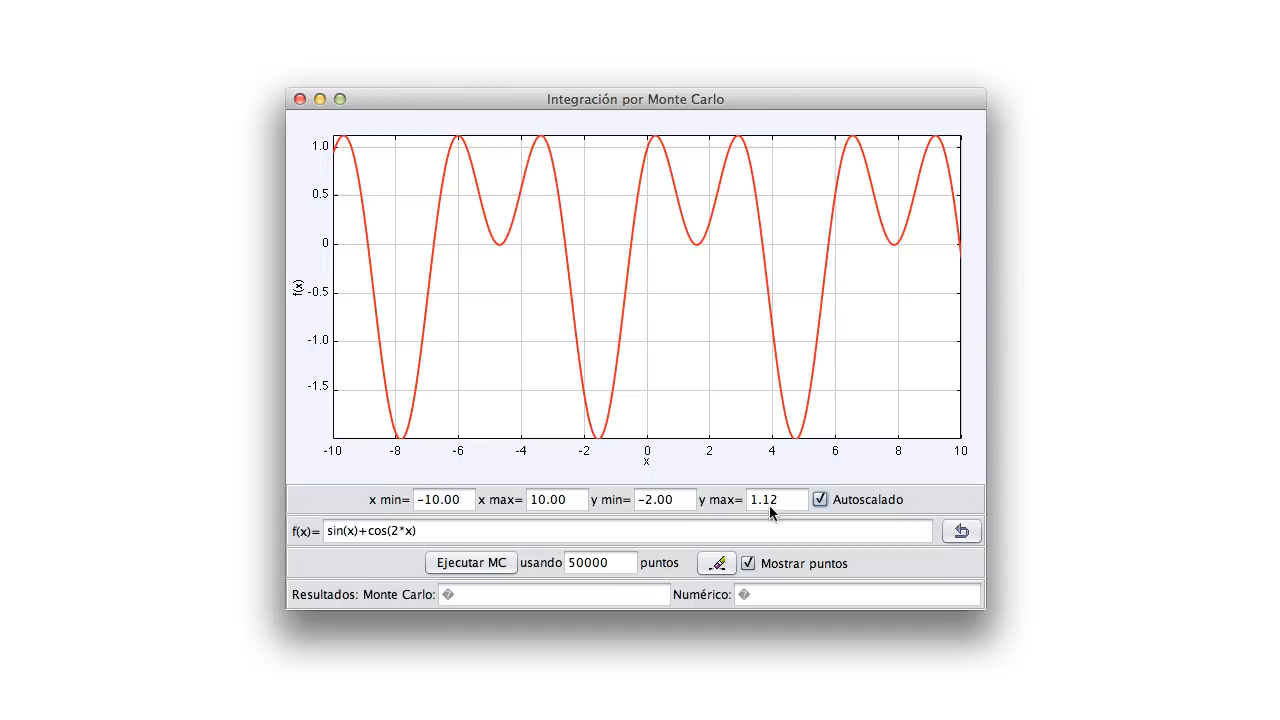 Integración por Monte Carlo
1.0
0.5
0
-0.5
-1.0
-1.5
f(x)
-10 -8 -6 -4 -2 0 2 4 6 8 10
x
x min= -10.00 x max= 10.00 y min= -2.00 y max= 1.12 Autoscalado
f(x)= sin(x)+cos(2*x)
Ejecutar MC usando 50000 puntos Mostrar puntos
Resultados: Monte Carlo: � Numérico: �